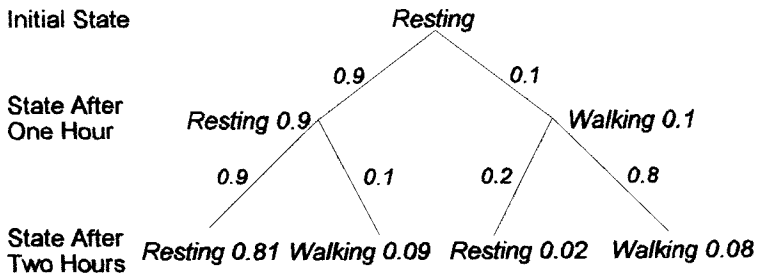 Initial State
Resting
0.9
0.1
State After
One Hour
Resting 0.9
Walking 0.1
0.9
0.1
0.2
0.8
State After
Two Hours
Resting 0.81 Walking 0.09 Resting 0.02 Walking 0.08